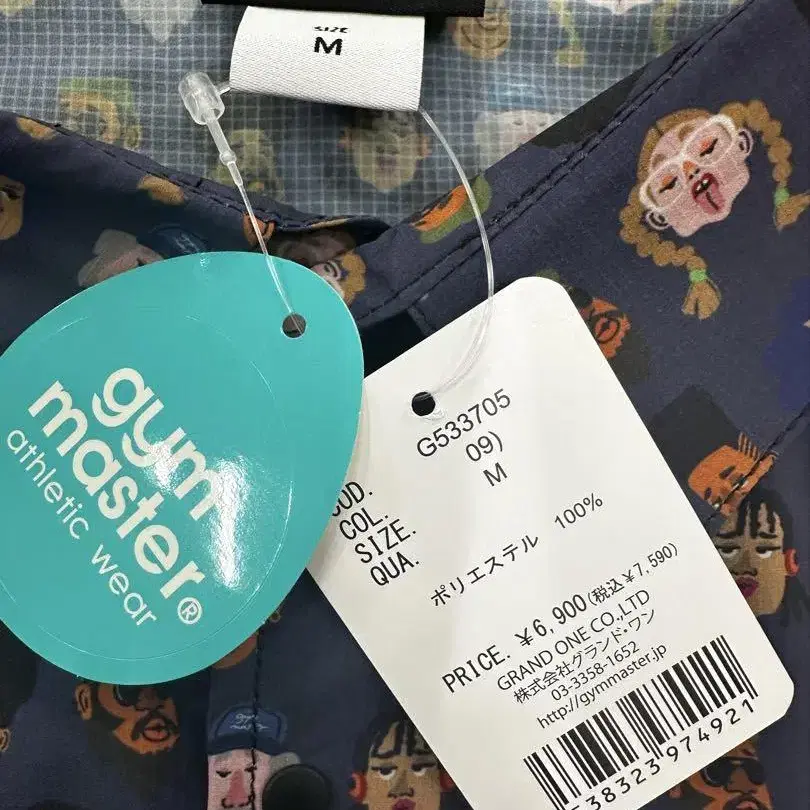 SIZE
M
gym
master®
athletic wear
COD. G533705
COL. 09)
SIZE. M
QUA.
ポリエステル 100%
PRICE. ¥6,900(税込¥7,590)
GRAND ONE CO.,LTD
株式会社グランド・ワン
03-3358-1652
http://gymmaster.jp
538323974921
gym
master